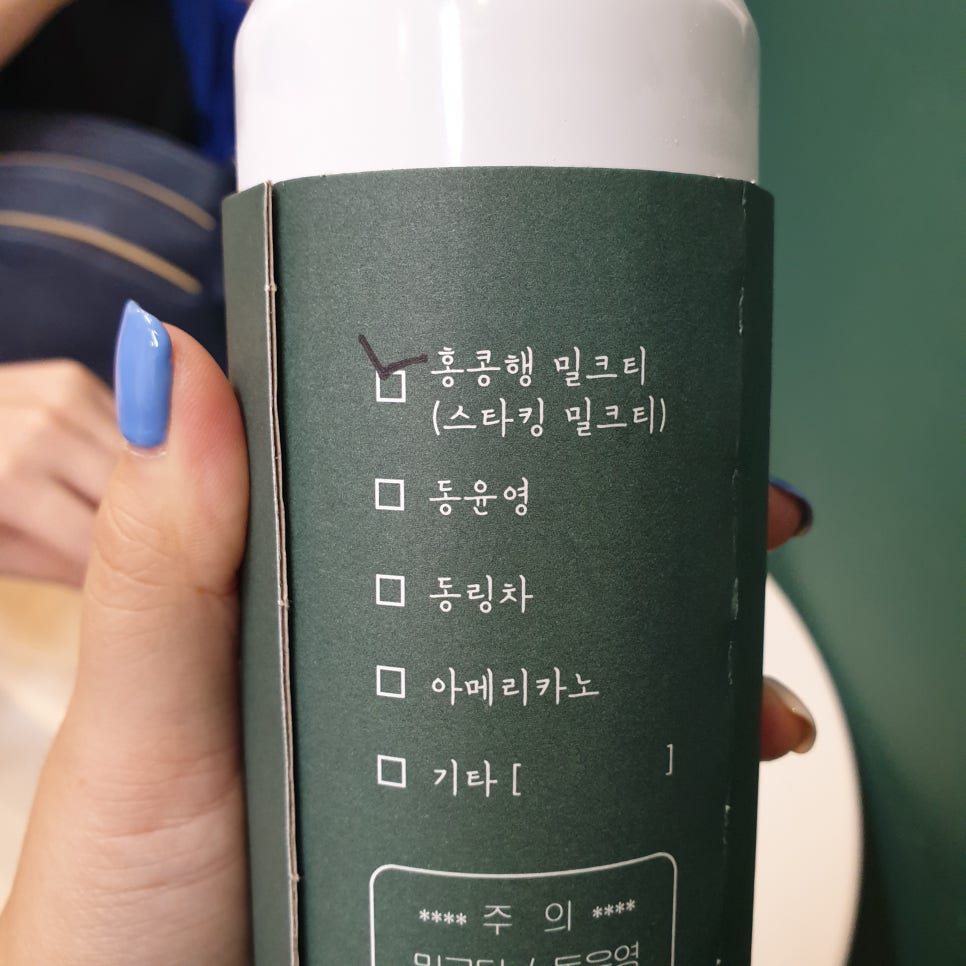 홍콩행 밀크티
(스타킹 밀크티)
동윤영
동링차
아메리카노
기타 [ ]
**** 주 의 ****